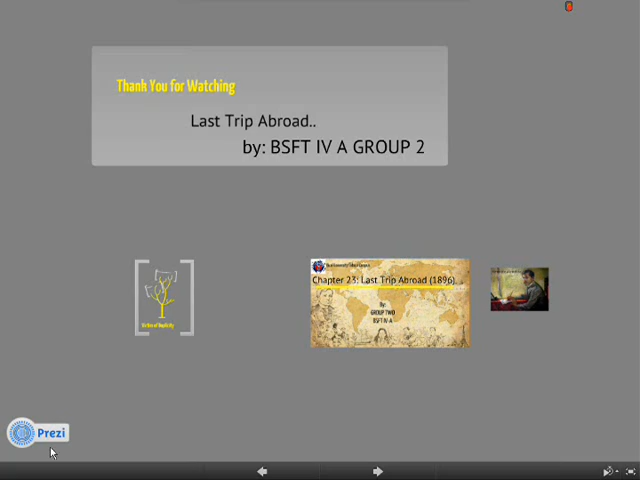 Thank You for Watching
Last Trip Abroad..
by: BSFT IV A GROUP 2
Chapter 23: Last Trip Abroad (1896).
By:
GROUP TWO
BSFT IV-A
Prezi